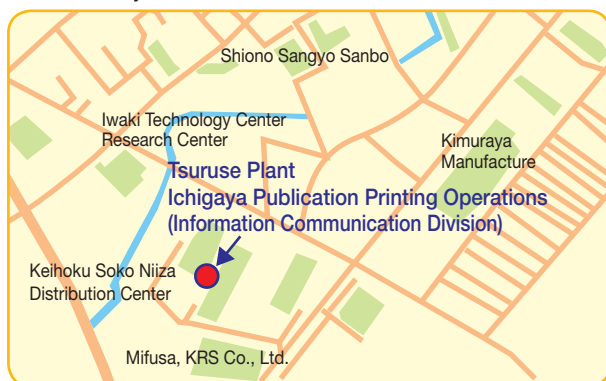 Shiono Sangyo Sanbo
Iwaki Technology Center
Research Center
Kimuraya
Manufacture
Tsuruse Plant
Ichigaya Publication Printing Operations
(Information Communication Division)
Keihoku Soko Niiza
Distribution Center
Mifusa, KRS Co., Ltd.